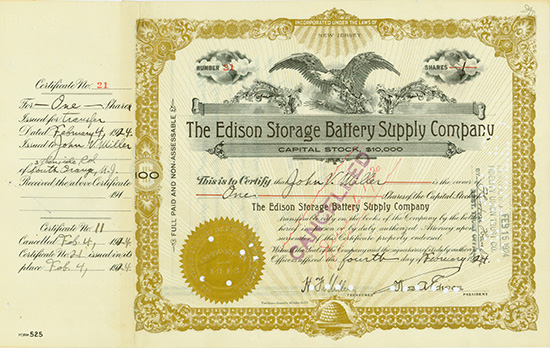 Certificate No. 21
For One Shares
Issued for transfer
Dated February 4, 1924.
Issued to John V. Miller
Rd
South Orange, N.J.
Received the above Certificate
191
Certificate No. 11
Cancelled Feb. 4, 1924
Certificate No. 21 issued in its
place Feb. 4, 1924
FORM 525
INCORPORATED UNDER THE LAWS OF
NEW JERSEY
NUMBER 21
SHARES 1
The Edison Storage Battery Supply Company
CAPITAL STOCK, $10,000
FULL PAID AND NON-ASSESSABLE
100
This is to Certify that John V. Miller is the owner
One Shares of the Capital Stock
The Edison Storage Battery Supply Company
transferable on the books of the Company by the
hereof in person or by duly authorized Attorney upon
surrender of this Certificate properly endorsed.
fourth day of February 1924.
CANCELLED
TREASURER
PRESIDENT